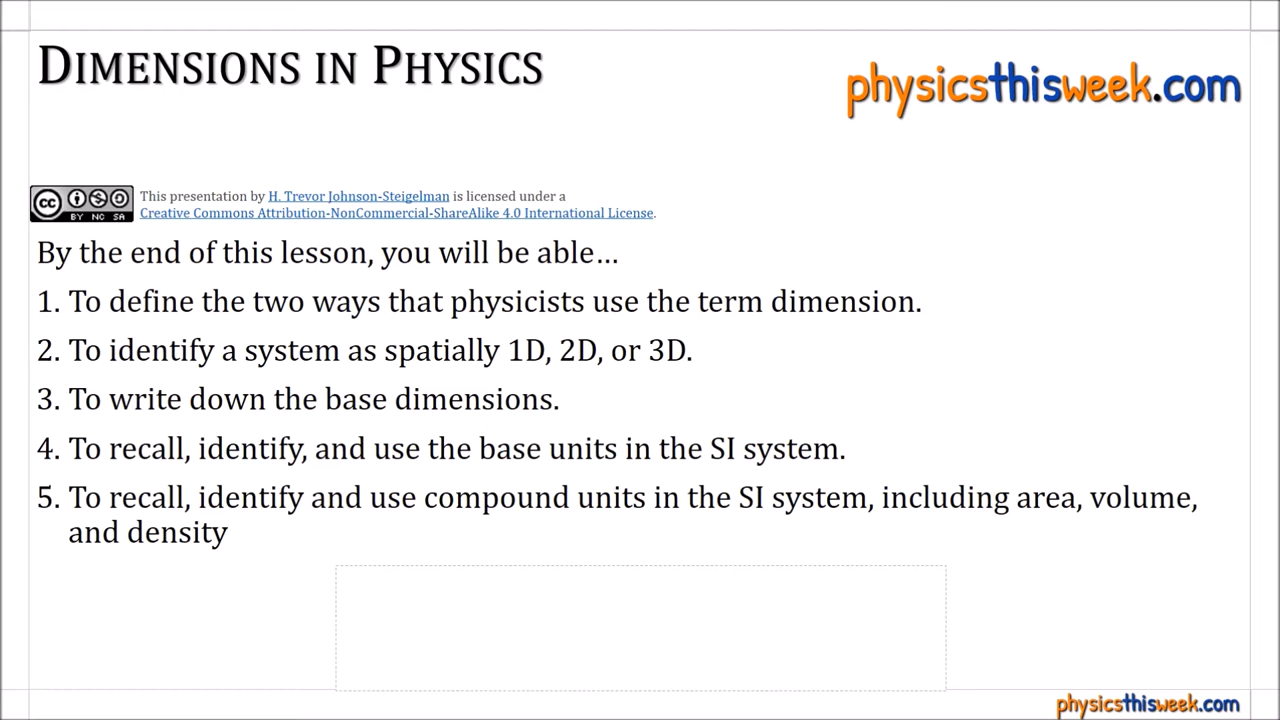 DIMENSIONS IN PHYSICS
physicsthisweek.com
cc BY NC SA
This presentation by H. Trevor Johnson-Steigelman is licensed under a
Creative Commons Attribution-NonCommercial-ShareAlike 4.0 International License.
By the end of this lesson, you will be able…
1. To define the two ways that physicists use the term dimension.
2. To identify a system as spatially 1D, 2D, or 3D.
3. To write down the base dimensions.
4. To recall, identify, and use the base units in the SI system.
5. To recall, identify and use compound units in the SI system, including area, volume,
and density
physicsthisweek.com